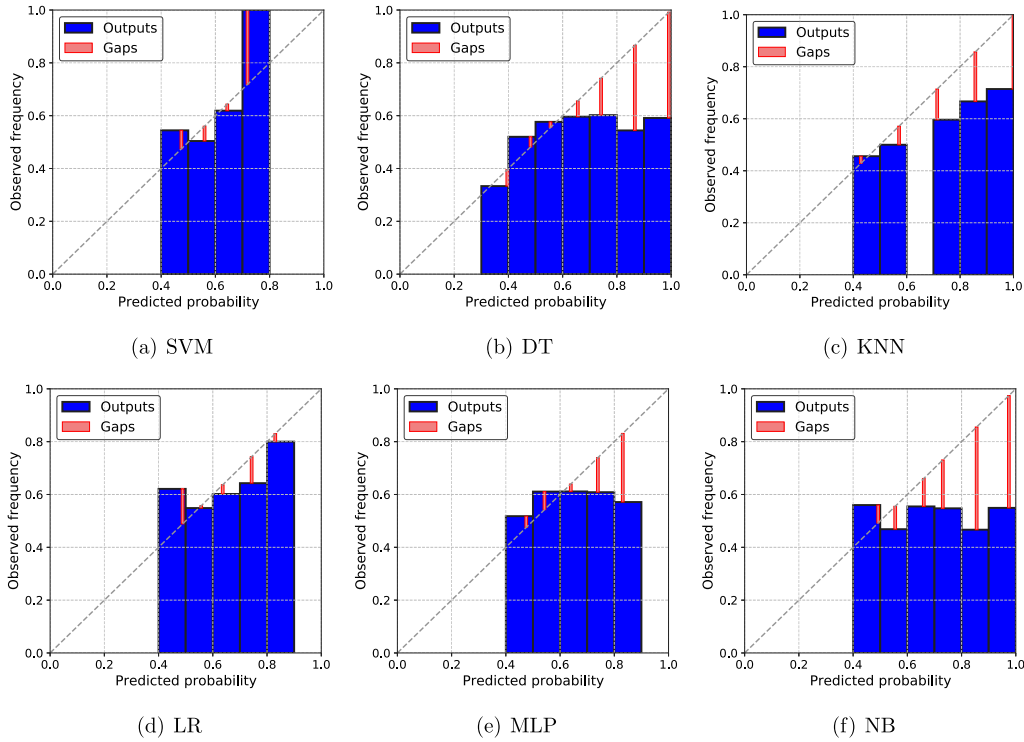 1.0
0.8
0.6
0.4
0.2
0.0
Observed frequency
Outputs
Gaps
0.0 0.2 0.4 0.6 0.8 1.0
Predicted probability
(a) SVM
1.0
0.8
0.6
0.4
0.2
0.0
Observed frequency
Outputs
Gaps
0.0 0.2 0.4 0.6 0.8 1.0
Predicted probability
(b) DT
1.0
0.8
0.6
0.4
0.2
0.0
Observed frequency
Outputs
Gaps
0.0 0.2 0.4 0.6 0.8 1.0
Predicted probability
(c) KNN
1.0
0.8
0.6
0.4
0.2
0.0
Observed frequency
Outputs
Gaps
0.0 0.2 0.4 0.6 0.8 1.0
Predicted probability
(d) LR
1.0
0.8
0.6
0.4
0.2
0.0
Observed frequency
Outputs
Gaps
0.0 0.2 0.4 0.6 0.8 1.0
Predicted probability
(e) MLP
1.0
0.8
0.6
0.4
0.2
0.0
Observed frequency
Outputs
Gaps
0.0 0.2 0.4 0.6 0.8 1.0
Predicted probability
(f) NB